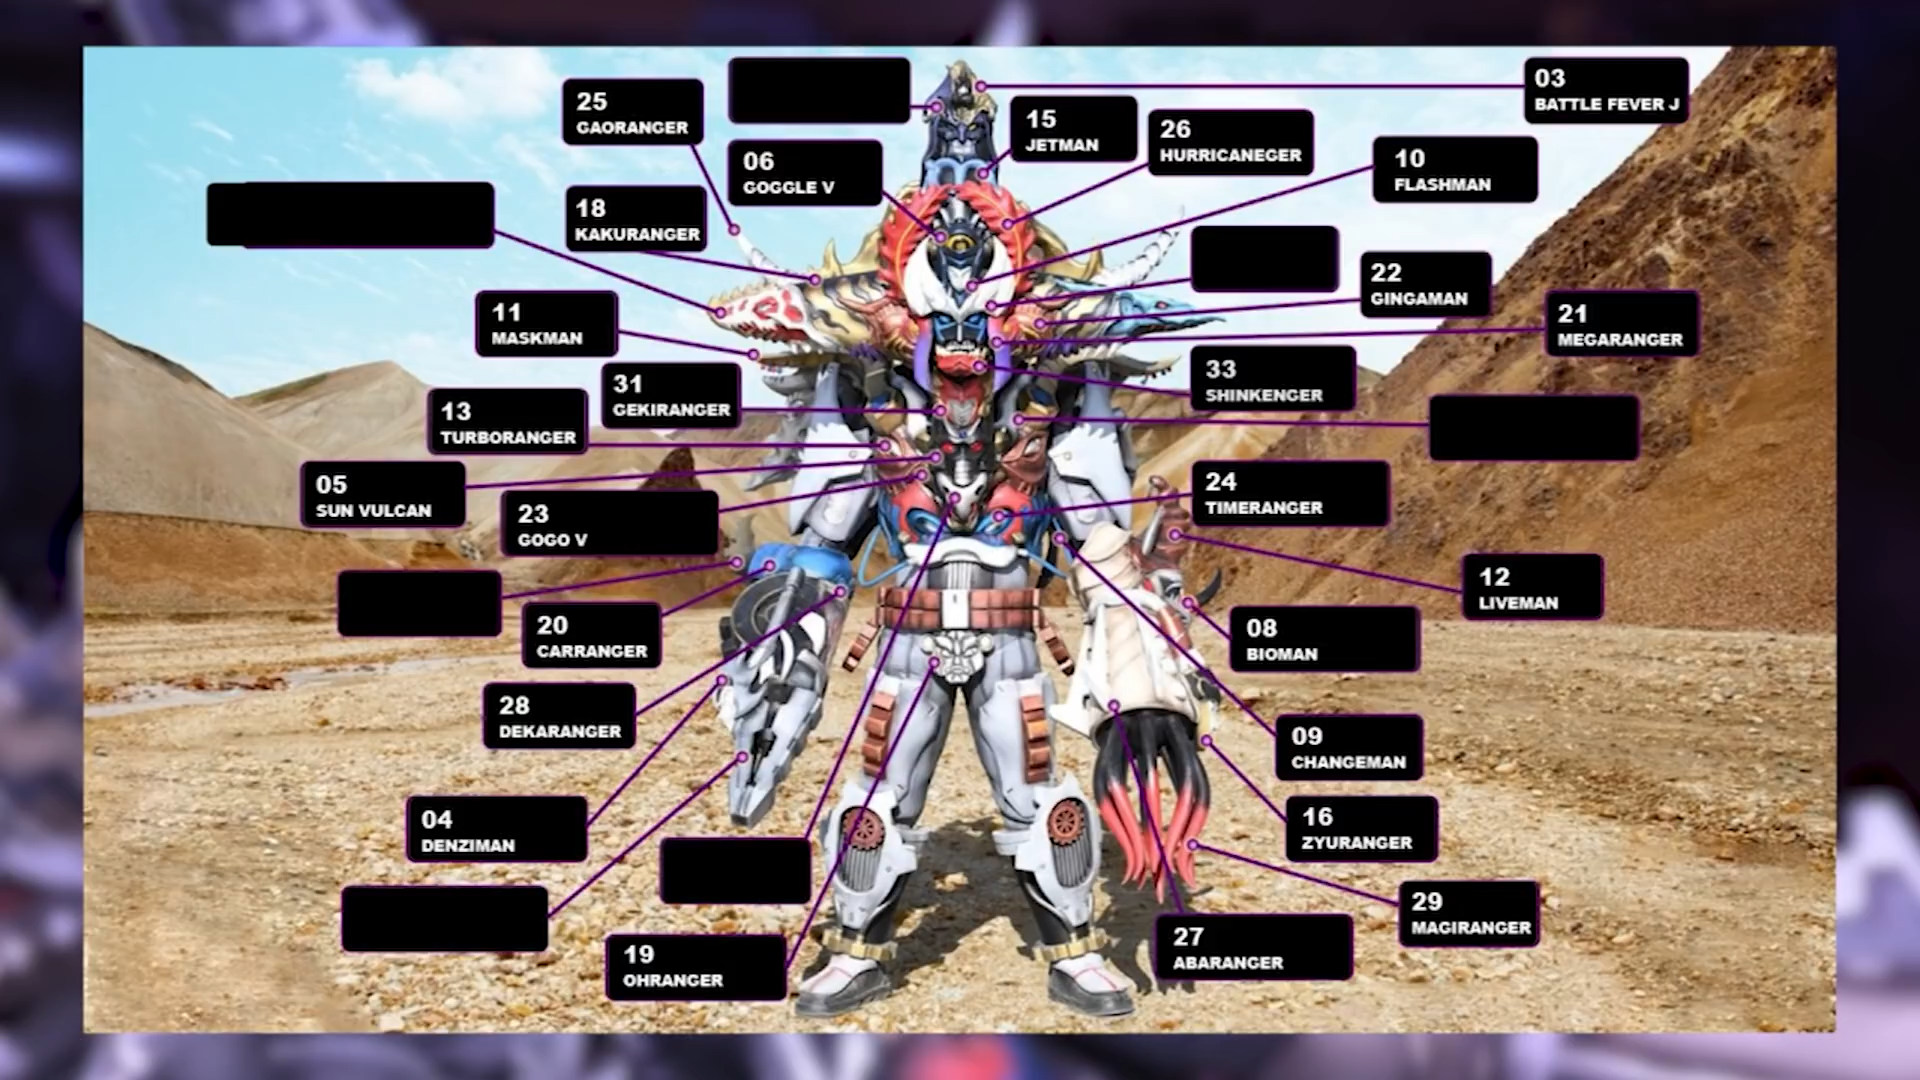 03
BATTLE FEVER J
25
GAORANGER
15
JETMAN
26
HURRICANEGER
06
GOGGLE V
10
FLASHMAN
18
KAKURANGER
22
GINGAMAN
11
MASKMAN
21
MEGARANGER
33
SHINKENGER
31
GEKIRANGER
13
TURBORANGER
05
SUN VULCAN
23
GOGO V
24
TIMERANGER
12
LIVEMAN
20
CARRANGER
08
BIOMAN
28
DEKARANGER
09
CHANGEMAN
04
DENZIMAN
16
ZYURANGER
29
MAGIRANGER
27
ABARANGER
19
OHRANGER